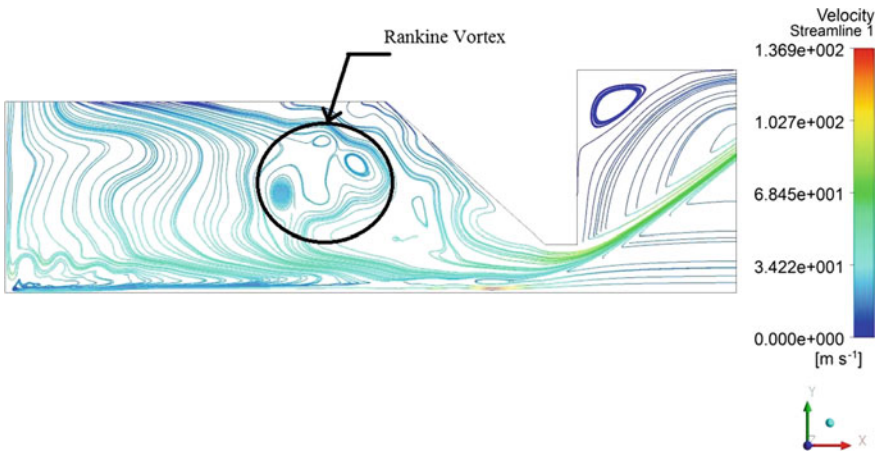 Rankine Vortex
Velocity
Streamline 1
1.369e+002
1.027e+002
6.845e+001
3.422e+001
0.000e+000
[m s⁻¹]
Y
Z
X